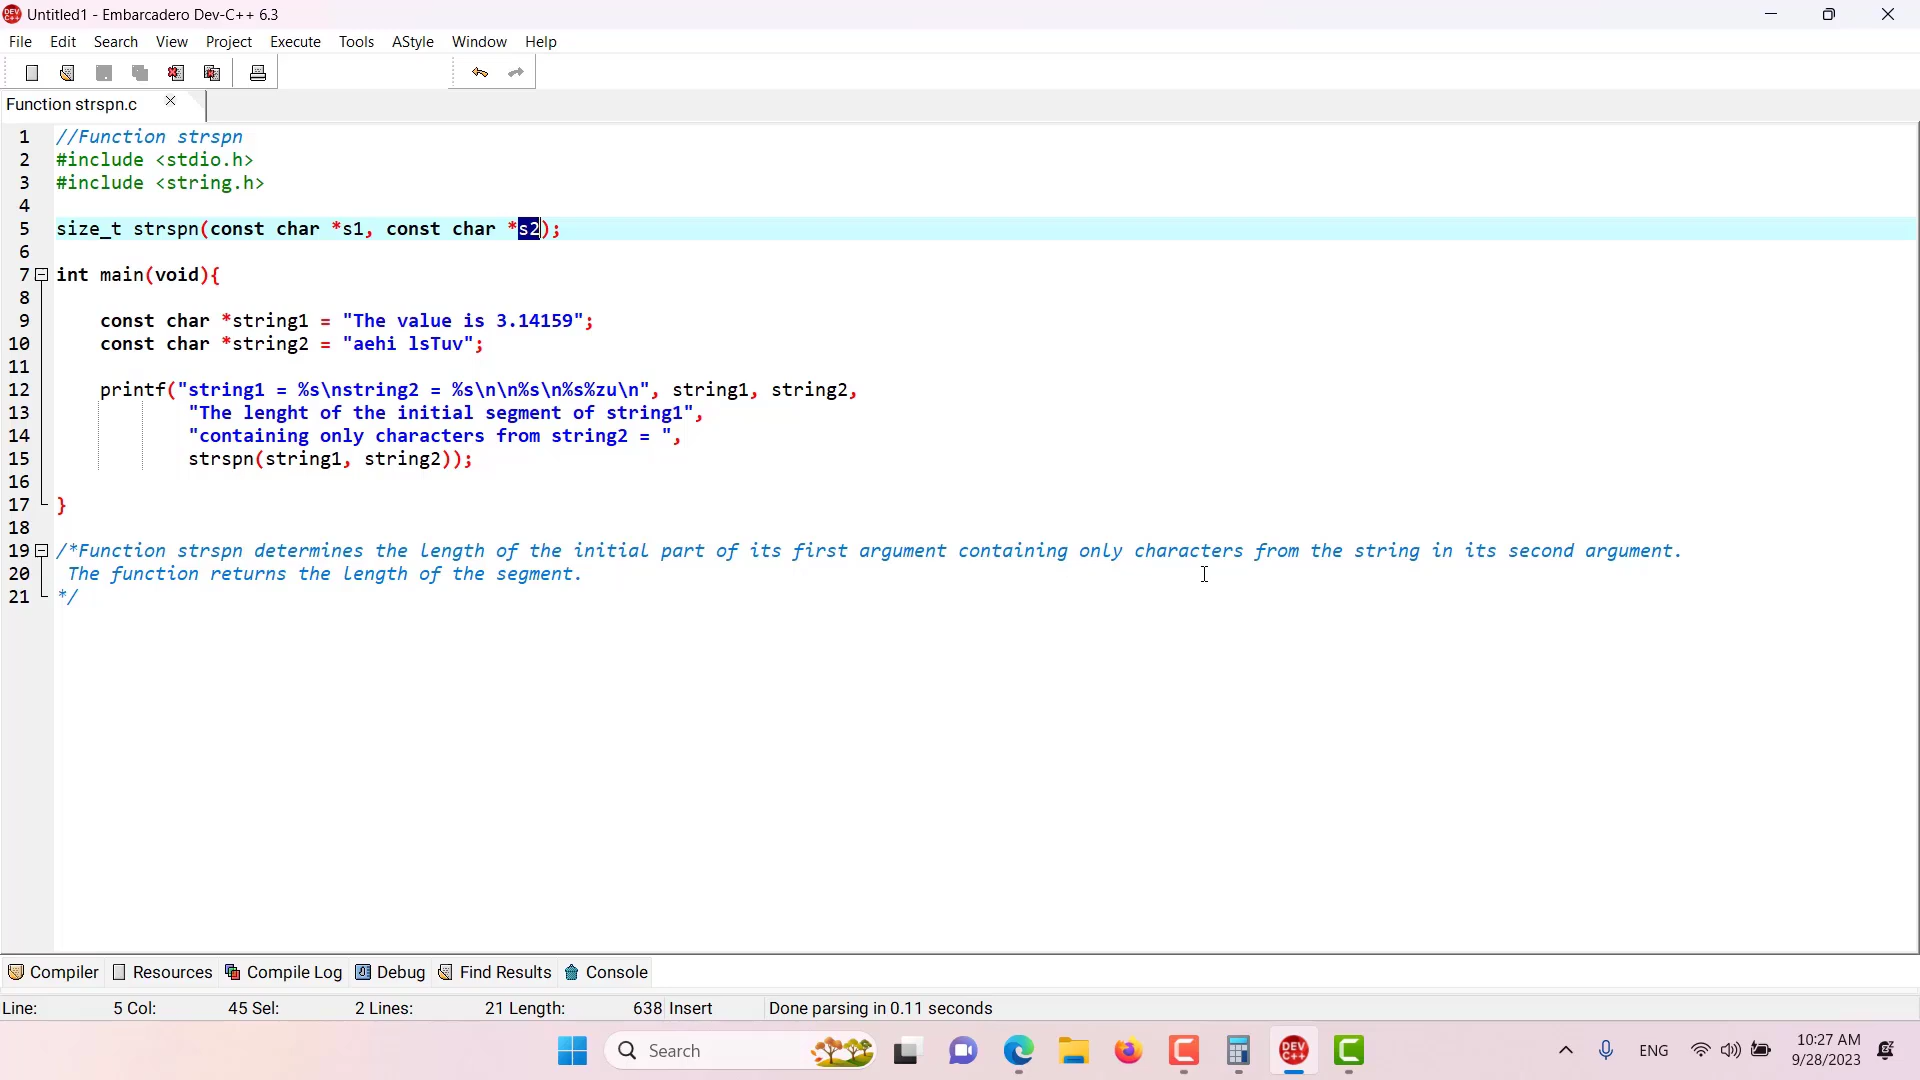 Untitled1 - Embarcadero Dev-C++ 6.3
File Edit Search View Project Execute Tools AStyle Window Help
Function strspn.c
1 //Function strspn
2 #include <stdio.h>
3 #include <string.h>
4
5 size_t strspn(const char *s1, const char *s2);
6
7 int main(void){
8
9 const char *string1 = "The value is 3.14159";
10 const char *string2 = "aehi lsTuv";
11
12 printf("string1 = %s\nstring2 = %s\n\n%s\n%s%zu\n", string1, string2,
13 "The lenght of the initial segment of string1",
14 "containing only characters from string2 = ",
15 strspn(string1, string2));
16
17 }
18
19 /*Function strspn determines the length of the initial part of its first argument containing only characters from the string in its second argument.
20 The function returns the length of the segment.
21 */
Compiler Resources Compile Log Debug Find Results Console
Line: 5 Col: 45 Sel: 2 Lines: 21 Length: 638 Insert Done parsing in 0.11 seconds
Search
DEV C++
ENG
10:27 AM
9/28/2023